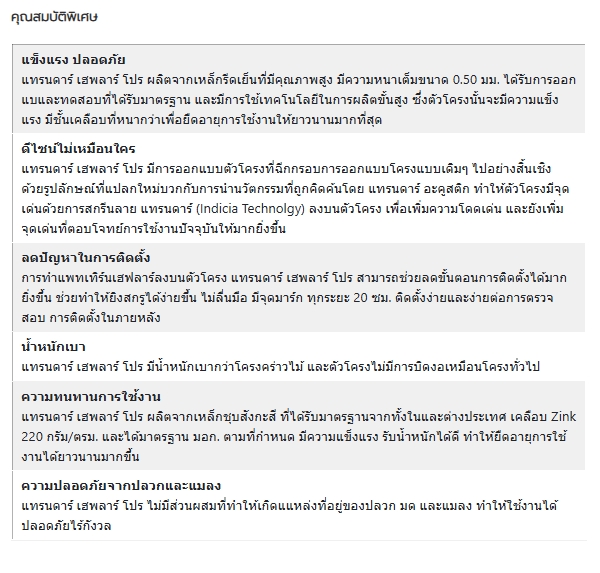 คุณสมบัติพิเศษ
แข็งแรง ปลอดภัย
แทรนดาร์ เฮพลาร์ โปร ผลิตจากเหล็กรีดเย็นที่มีคุณภาพสูง มีความหนาเต็มขนาด 0.50 มม. ได้รับการออก
แบและทดสอบที่ได้รับมาตรฐาน และมีการใช้เทคโนโลยีในการผลิตขั้นสูง ซึ่งตัวโครงนั้นจะมีความแข็ง
แรง มีชั้นเคลือบที่หนากว่าเพื่อยืดอายุการใช้งานให้ยาวนานมากที่สุด
ดีไซน์ไม่เหมือนใคร
แทรนดาร์ เฮพลาร์ โปร มีการออกแบบตัวโครงที่ฉีกกรอบการออกแบบโครงแบบเดิมๆ ไปอย่างสิ้นเชิง
ด้วยรูปลักษณ์ที่แปลกใหม่บวกกับการนำนวัตกรรมที่ถูกคิดค้นโดย แทรนดาร์ อะคูสติก ทำให้ตัวโครงมีจุด
เด่นด้วยการสกรีนลาย แทรนดาร์ (Indicia Technolgy) ลงบนตัวโครง เพื่อเพิ่มความโดดเด่น และยังเพิ่ม
จุดเด่นที่ตอบโจทย์การใช้งานปัจจุบันให้มากยิ่งขึ้น
ลดปัญหาในการติดตั้ง
การทำแพทเทิร์นเฮฟลาร์ลงบนตัวโครง แทรนดาร์ เฮพลาร์ โปร สามารถช่วยลดขั้นตอนการติดตั้งได้มาก
ยิ่งขึ้น ช่วยทำให้ยิงสกรูได้ง่ายขึ้น ไม่ลื่นมือ มีจุดมาร์ก ทุกระยะ 20 ซม. ติดตั้งง่ายและง่ายต่อการตรวจ
สอบ การติดตั้งในภายหลัง
น้ำหนักเบา
แทรนดาร์ เฮพลาร์ โปร มีน้ำหนักเบากว่าโครงคร่าวไม้ และตัวโครงไม่มีการบิดงอเหมือนโครงทั่วไป
ความทนทานการใช้งาน
แทรนดาร์ เฮพลาร์ โปร ผลิตจากเหล็กชุบสังกะสี ที่ได้รับมาตรฐานจากทั้งในและต่างประเทศ เคลือบ Zink
220 กรัม/ตรม. และได้มาตรฐาน มอก. ตามที่กำหนด มีความแข็งแรง รับน้ำหนักได้ดี ทำให้ยืดอายุการใช้
งานได้ยาวนานมากขึ้น
ความปลอดภัยจากปลวกและแมลง
แทรนดาร์ เฮพลาร์ โปร ไม่มีส่วนผสมที่ทำให้เกิดแแหล่งที่อยู่ของปลวก มด และแมลง ทำให้ใช้งานได้
ปลอดภัยไร้กังวล